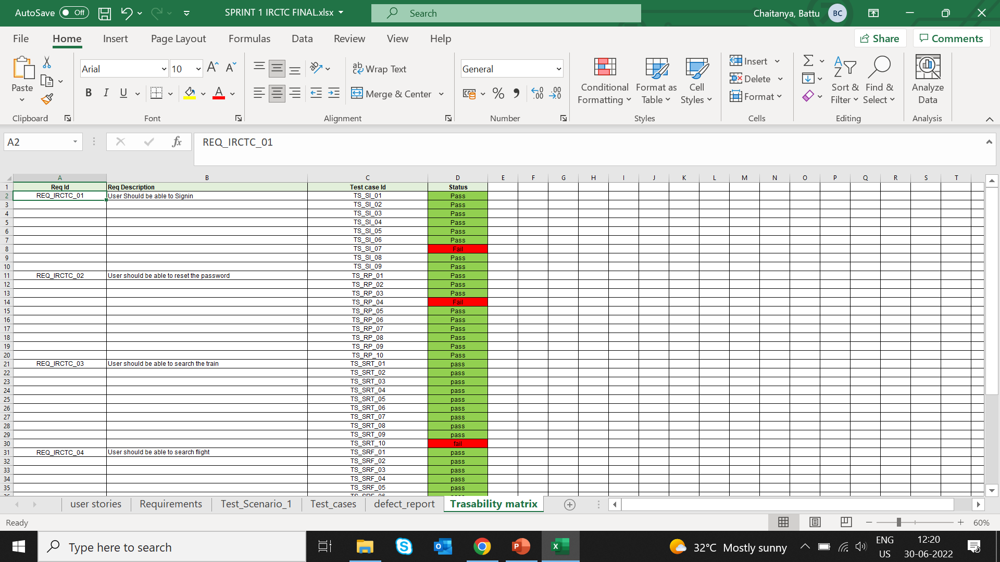 AutoSave Off SPRINT 1 IRCTC FINAL.xlsx Search Chaitanya, Battu BC
File Home Insert Page Layout Formulas Data Review View Help Share Comments
Paste Arial 10 Wrap Text General Conditional Formatting Format as Table Cell Styles Insert Sort & Filter Find & Select Analyze Data
B I U Merge & Center Delete
Format
Clipboard Font Alignment Number Styles Cells Editing Analysis
A2 fx REQ_IRCTC_01
A B C D E F G H I J K L M N O P Q R S T
1 Req Id Req Description Test case Id Status
2 REQ_IRCTC_01 User Should be able to Signin TS_SI_01 Pass
3 TS_SI_02 Pass
4 TS_SI_03 Pass
5 TS_SI_04 Pass
6 TS_SI_05 Pass
7 TS_SI_06 Pass
8 TS_SI_07 Fail
9 TS_SI_08 Pass
10 TS_SI_09 Pass
11 REQ_IRCTC_02 User should be able to reset the password TS_RP_01 Pass
12 TS_RP_02 Pass
13 TS_RP_03 Pass
14 TS_RP_04 Fail
15 TS_RP_05 Pass
16 TS_RP_06 Pass
17 TS_RP_07 Pass
18 TS_RP_08 Pass
19 TS_RP_09 Pass
20 TS_RP_10 Pass
21 REQ_IRCTC_03 User should be able to search the train TS_SRT_01 pass
22 TS_SRT_02 pass
23 TS_SRT_03 pass
24 TS_SRT_04 pass
25 TS_SRT_05 pass
26 TS_SRT_06 pass
27 TS_SRT_07 pass
28 TS_SRT_08 pass
29 TS_SRT_09 pass
30 TS_SRT_10 fail
31 REQ_IRCTC_04 User should be able to search flight TS_SRF_01 pass
32 TS_SRF_02 pass
33 TS_SRF_03 pass
34 TS_SRF_04 pass
35 TS_SRF_05 pass
user stories Requirements Test_Scenario_1 Test_cases defect_report Trasability matrix
Ready 60%
Type here to search 32°C Mostly sunny ENG US 12:20 30-06-2022